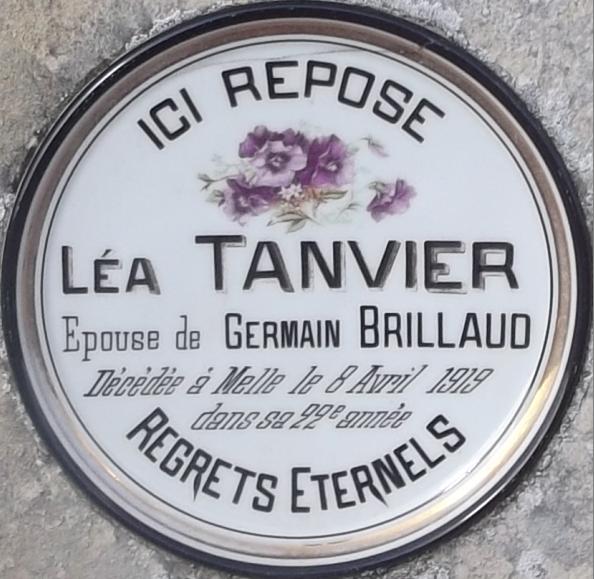 ICI REPOSE
LÉA TANVIER
Epouse de GERMAIN BRILLAUD
Décédée à Melle le 8 Avril 1919
dans sa 22e année
REGRETS ETERNELS